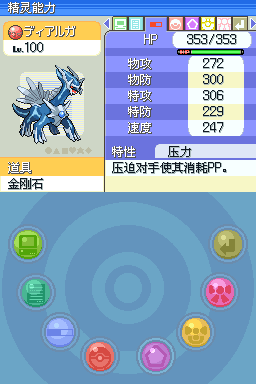 精灵能力
ディアルガ
Lv.100
HP 353/353
HP
物攻 272
物防 300
特攻 306
特防 229
速度 247
特性 压力
压迫对手使其消耗PP。
道具
金刚石